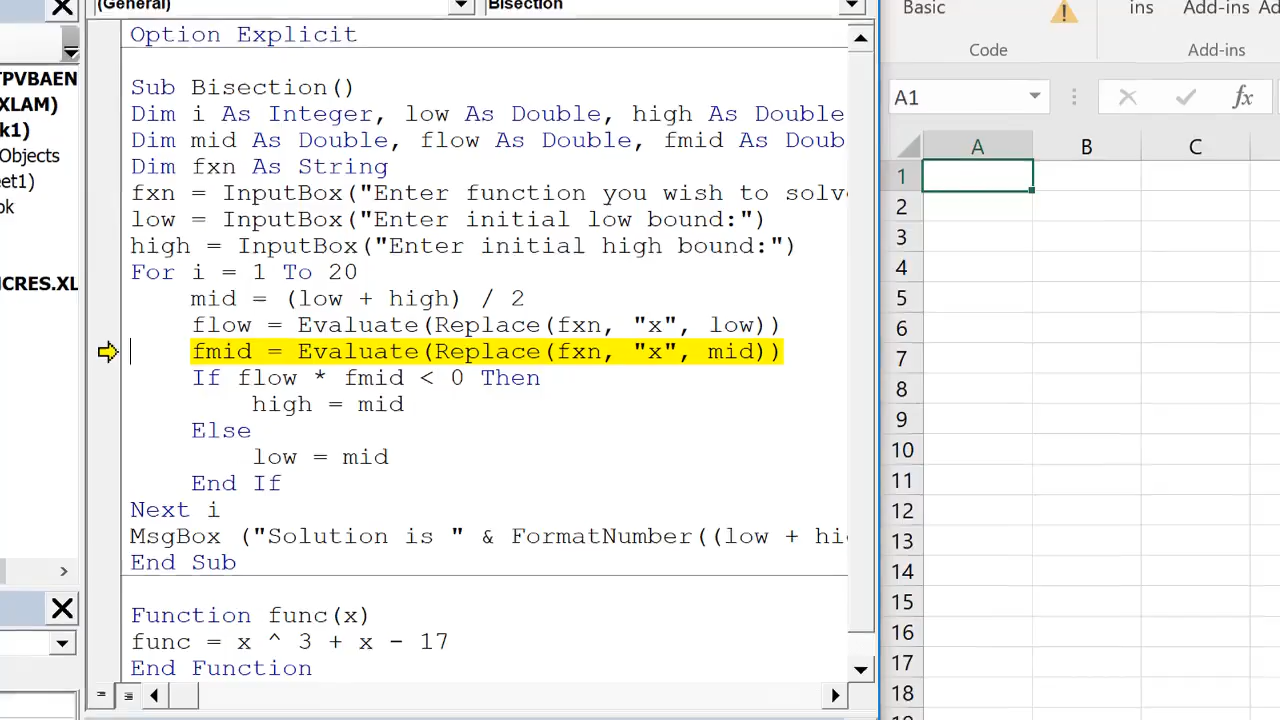 (General)
Bisection
TPVBAEN
XLAM)
k1)
Objects
eet1)
ok
NCRES.XL
Option Explicit
Sub Bisection()
Dim i As Integer, low As Double, high As Double
Dim mid As Double, flow As Double, fmid As Doub
Dim fxn As String
fxn = InputBox("Enter function you wish to solv
low = InputBox("Enter initial low bound:")
high = InputBox("Enter initial high bound:")
For i = 1 To 20
mid = (low + high) / 2
flow = Evaluate(Replace(fxn, "x", low))
fmid = Evaluate(Replace(fxn, "x", mid))
If flow * fmid < 0 Then
high = mid
Else
low = mid
End If
Next i
MsgBox ("Solution is " & FormatNumber((low + hi
End Sub
Function func(x)
func = x ^ 3 + x - 17
End Function
Basic
ins Add-ins Ad
Code
Add-ins
A1
fx
A B C
1
2
3
4
5
6
7
8
9
10
11
12
13
14
15
16
17
18